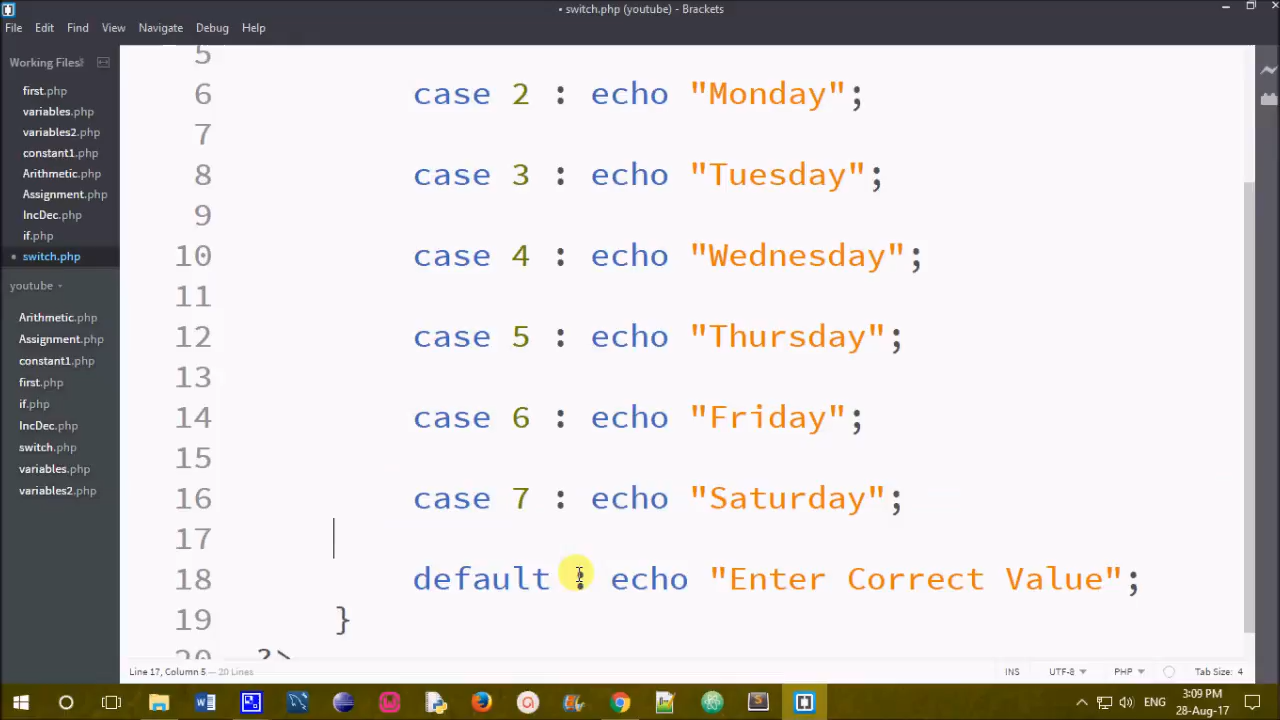 • switch.php (youtube) - Brackets
File Edit Find View Navigate Debug Help
Working Files
first.php
variables.php
variables2.php
constant1.php
Arithmetic.php
Assignment.php
IncDec.php
if.php
• switch.php
youtube
Arithmetic.php
Assignment.php
constant1.php
first.php
if.php
IncDec.php
switch.php
variables.php
variables2.php
5
6 case 2 : echo "Monday";
7
8 case 3 : echo "Tuesday";
9
10 case 4 : echo "Wednesday";
11
12 case 5 : echo "Thursday";
13
14 case 6 : echo "Friday";
15
16 case 7 : echo "Saturday";
17
18 default : echo "Enter Correct Value";
19 }
20 ?>
Line 17, Column 5 — 20 Lines INS UTF-8 PHP Tab Size: 4
ENG 3:09 PM
28-Aug-17